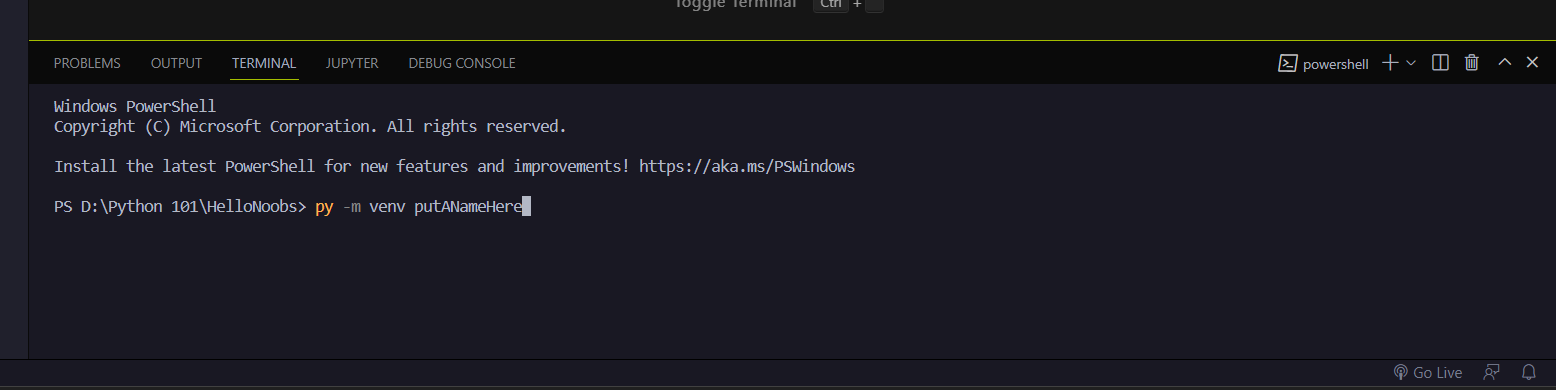 Toggle Terminal Ctrl +
PROBLEMS OUTPUT TERMINAL JUPYTER DEBUG CONSOLE powershell
Windows PowerShell
Copyright (C) Microsoft Corporation. All rights reserved.
Install the latest PowerShell for new features and improvements! https://aka.ms/PSWindows
PS D:\Python 101\HelloNoobs> py -m venv putANameHere
Go Live